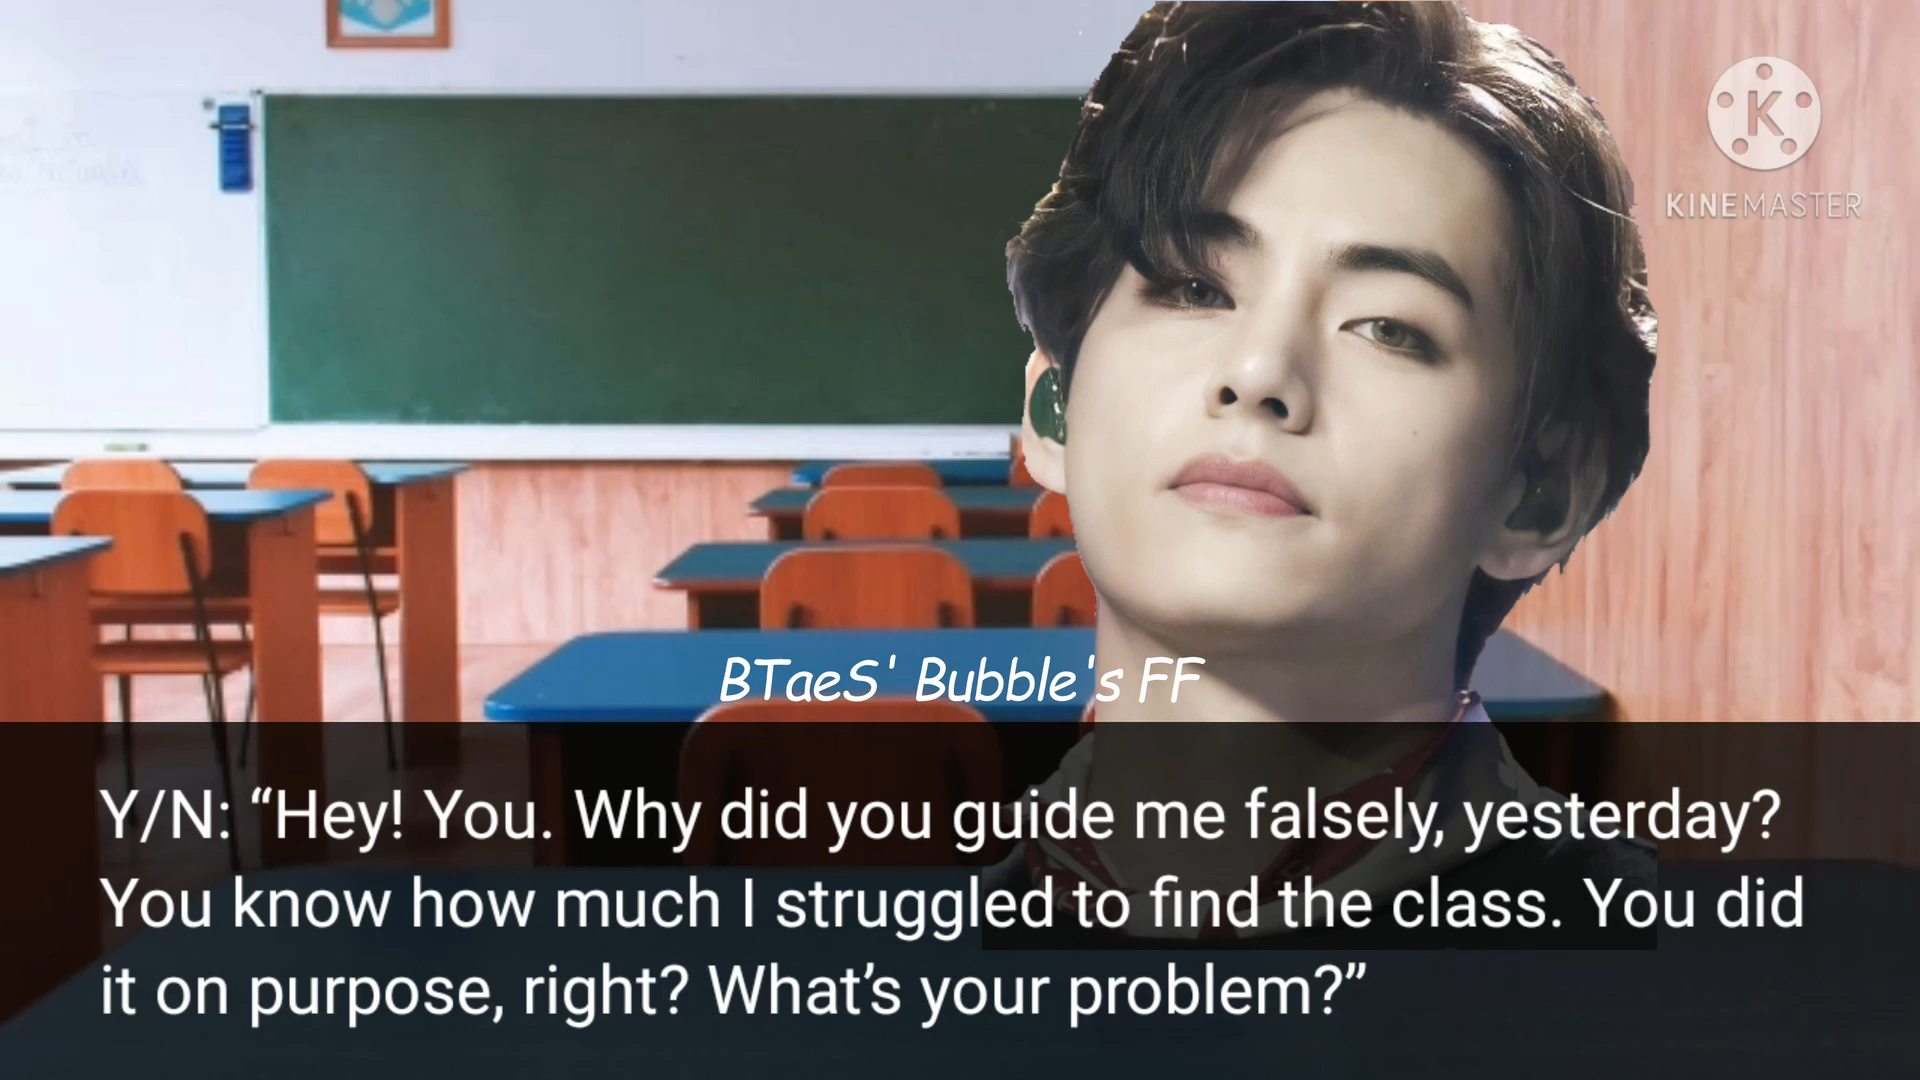 K
KINEMASTER
BTaeS' Bubble's FF
Y/N: “Hey! You. Why did you guide me falsely, yesterday?
You know how much I struggled to find the class. You did
it on purpose, right? What’s your problem?”